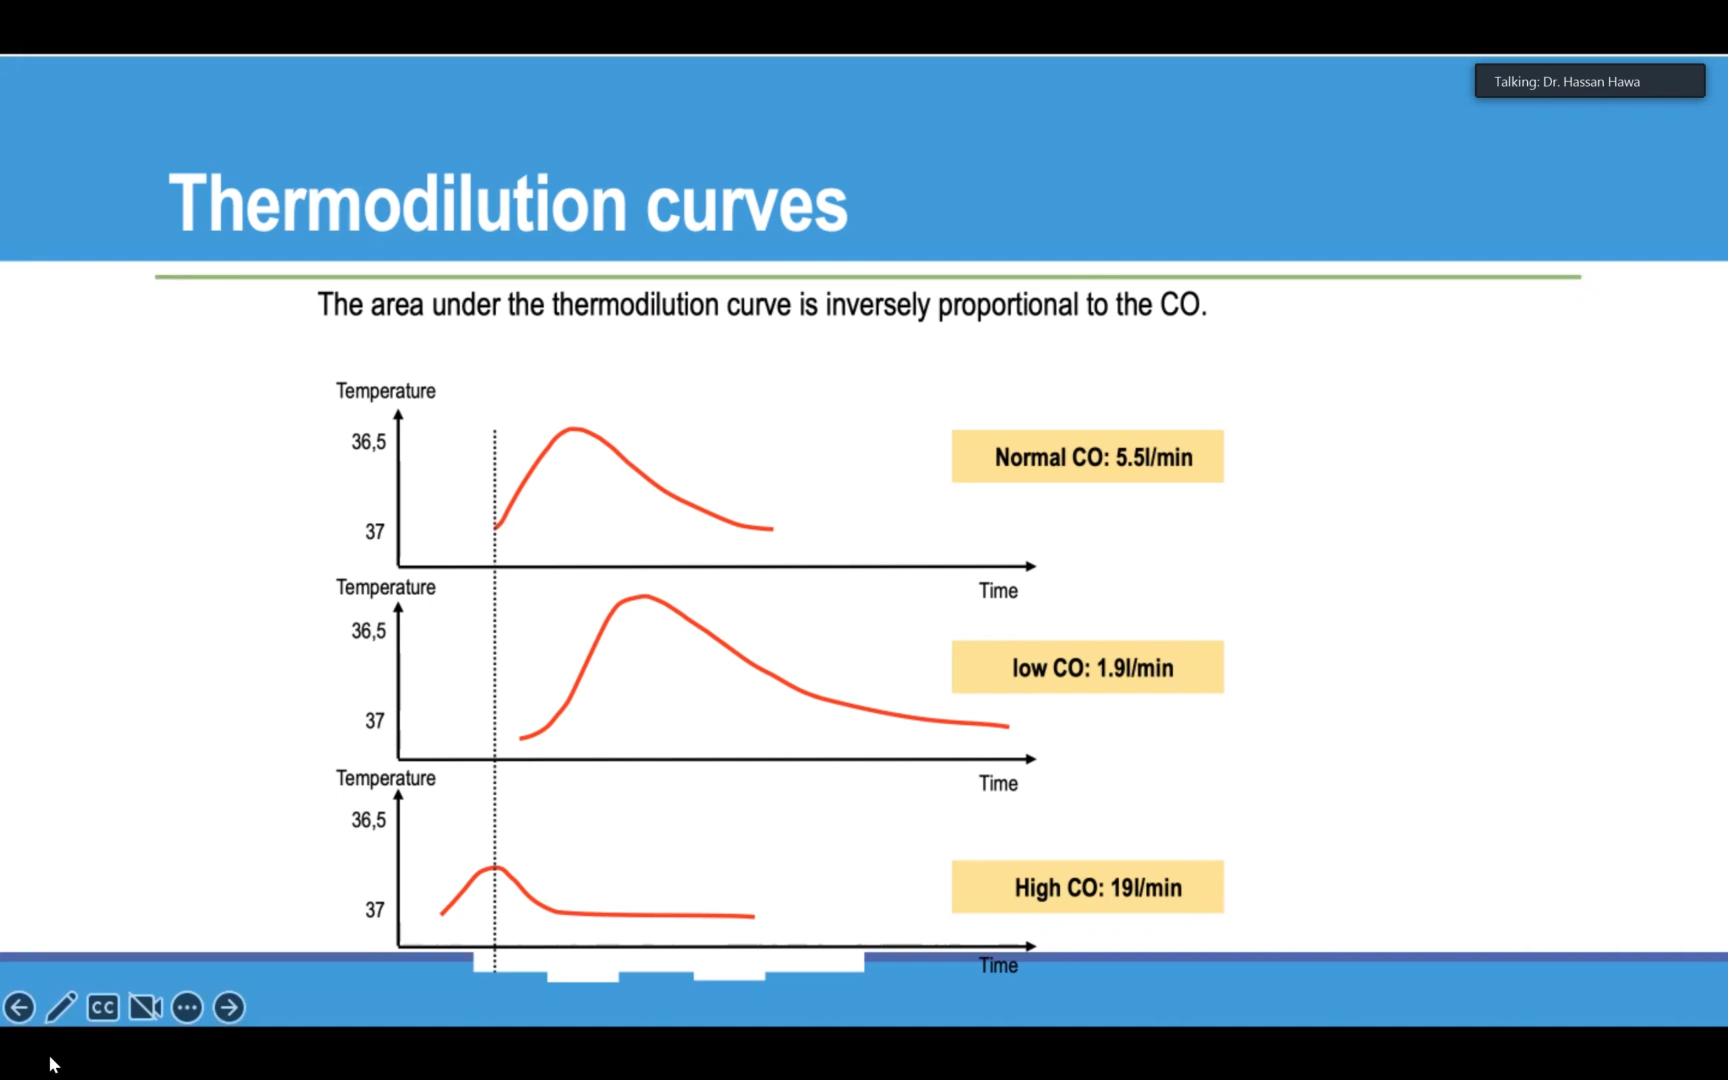 Talking: Dr. Hassan Hawa
Thermodilution curves
The area under the thermodilution curve is inversely proportional to the CO.
Temperature
36,5
37
Normal CO: 5.5l/min
Time
Temperature
36,5
37
low CO: 1.9l/min
Time
Temperature
36,5
37
High CO: 19l/min
Time
CC